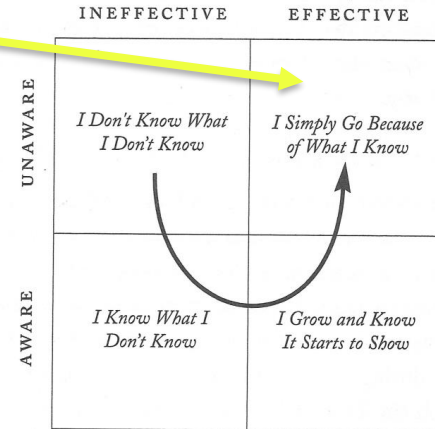 INEFFECTIVE EFFECTIVE
UNAWARE
I Don't Know What
I Don't Know
I Simply Go Because
of What I Know
AWARE
I Know What I
Don't Know
I Grow and Know
It Starts to Show